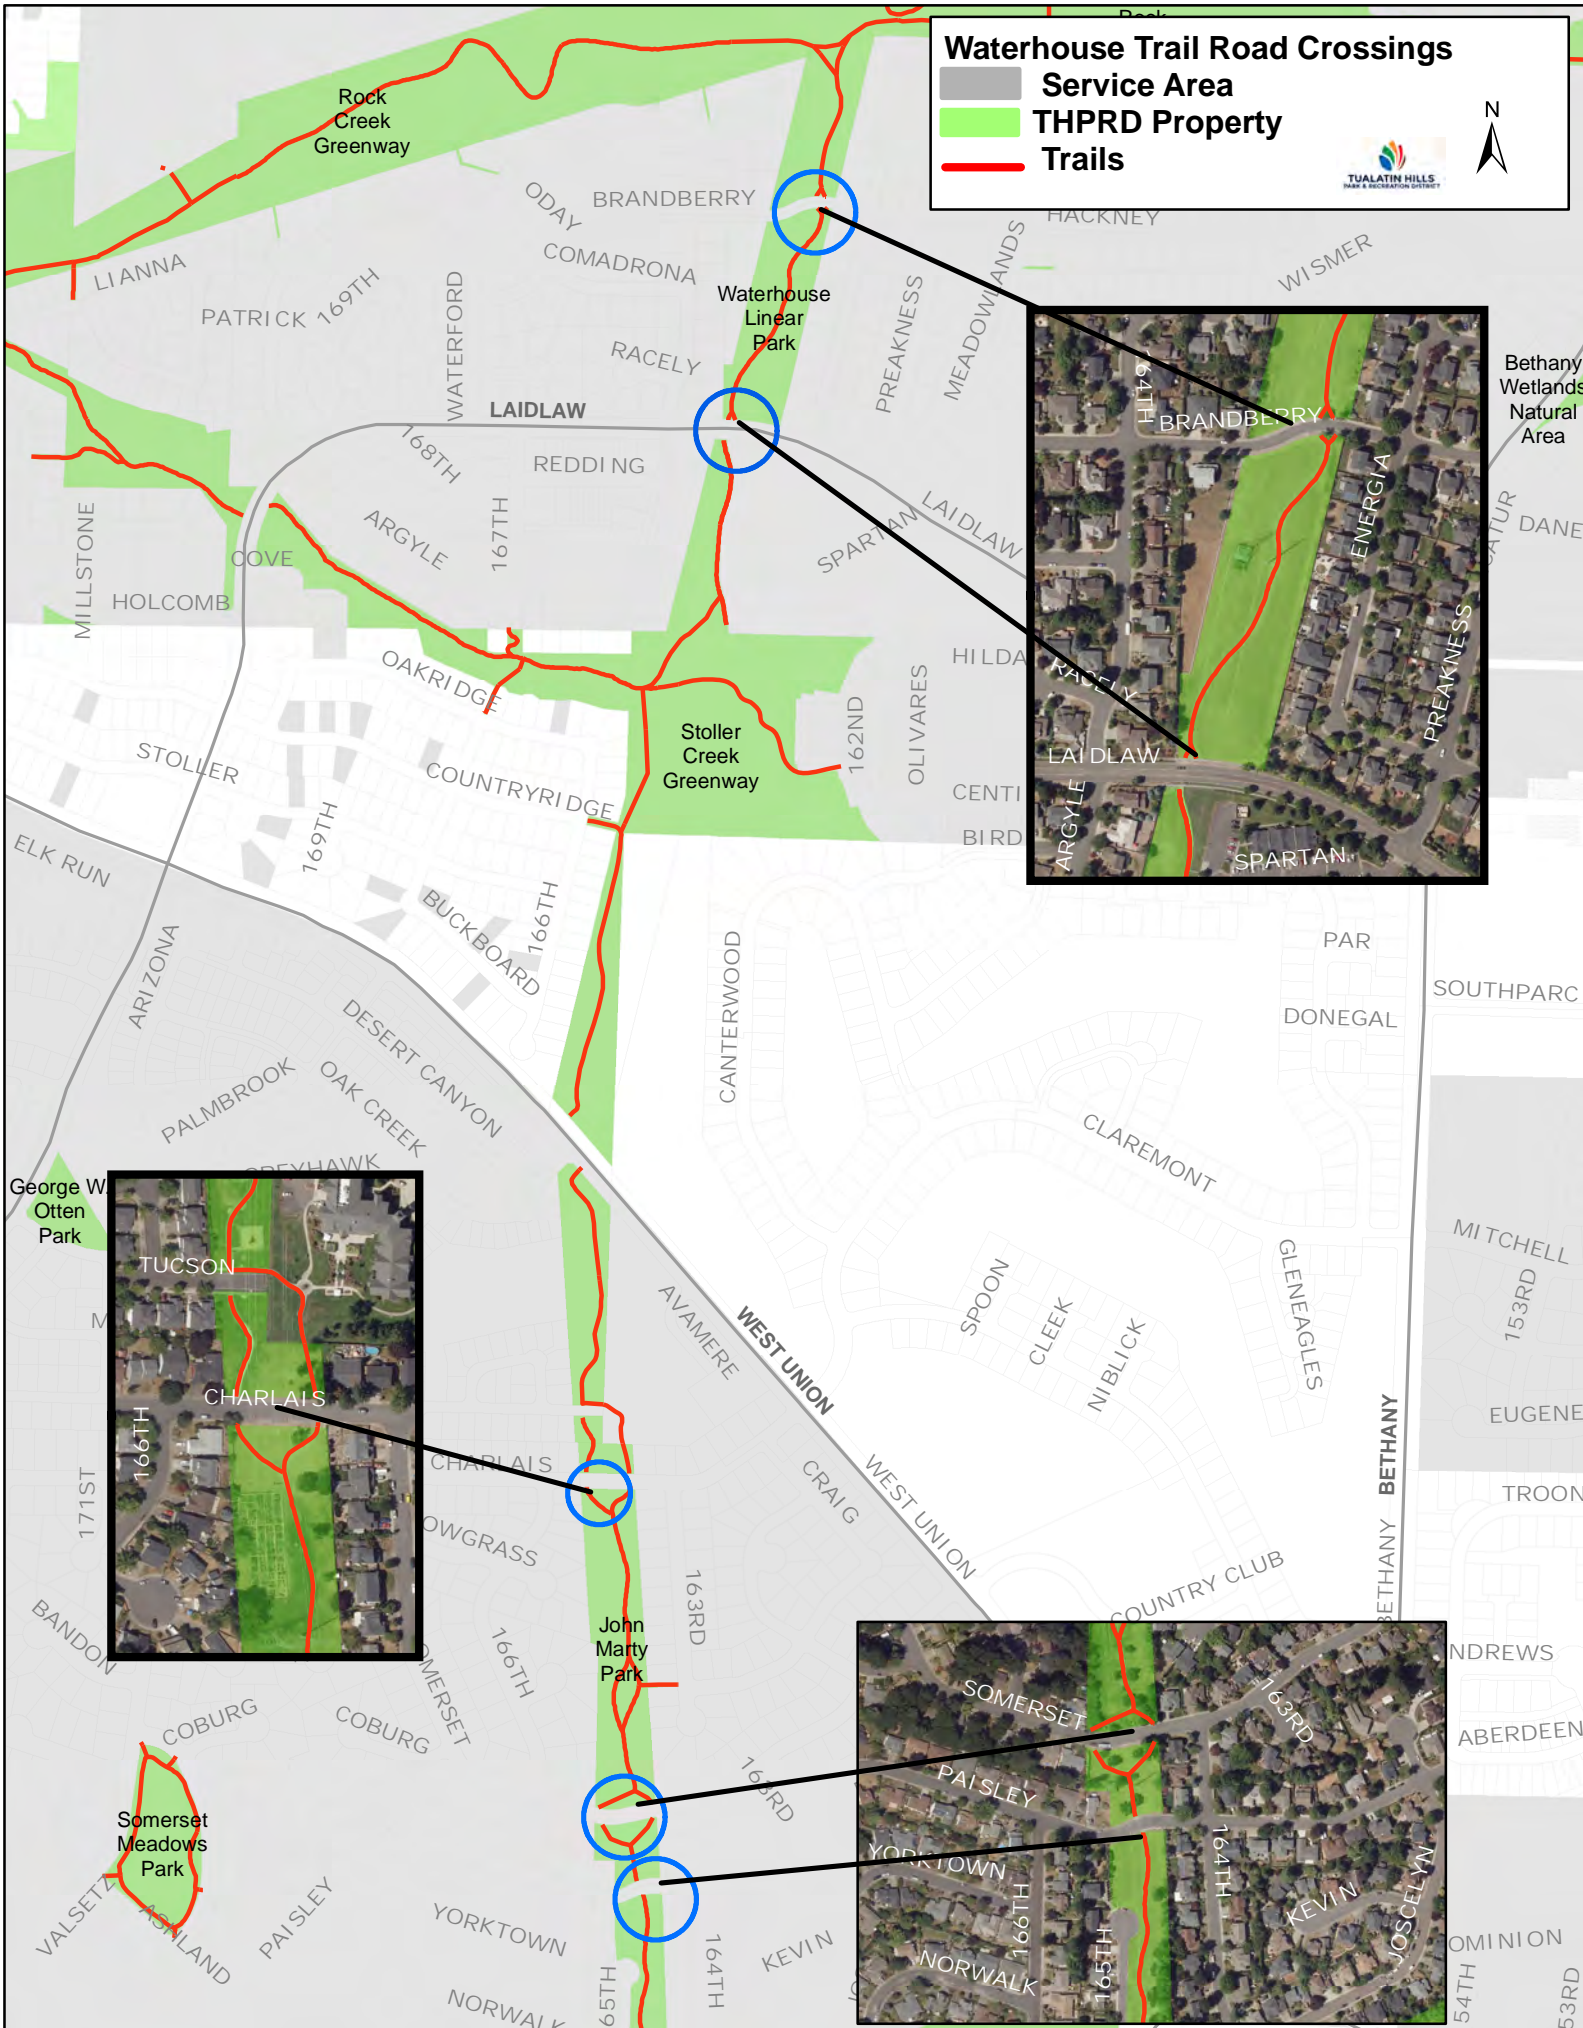 Rock
Waterhouse Trail Road Crossings
Service Area
THPRD Property
Trails
N
TUALATIN HILLS
PARK & RECREATION DISTRICT
Rock
Creek
Greenway
ODAY
BRANDBERRY
COMADRONA
HACKNEY
WISMER
LIANNA
PATRICK
169TH
WATERFORD
RACELY
Waterhouse
Linear
Park
PREAKNESS
MEADOWLANDS
LAIDLAW
168TH
REDDING
167TH
ARGYLE
MILLSTONE
COVE
HOLCOMB
SPARTAN
LAIDLAW
Bethany
Wetlands
Natural
Area
DANE
164TH
BRANDBERRY
ENERGIA
RACELY
PREAKNESS
LAIDLAW
ARGYLE
SPARTAN
OAKRIDGE
STOLLER
COUNTRYRIDGE
Stoller
Creek
Greenway
162ND
OLIVARES
HILDA
CENTI
BIRD
ELK RUN
169TH
BUCKBOARD
166TH
ARIZONA
DESERT CANYON
PALMBROOK
OAK CREEK
GREYHAWK
CANTERWOOD
PAR
DONEGAL
SOUTHPARC
CLAREMONT
George W.
Otten
Park
TUCSON
CHARLAIS
166TH
M
171ST
CHARLAIS
OWGRASS
AVAMERE
WEST UNION
SPOON
CLEEK
NIBLICK
GLENEAGLES
MITCHELL
153RD
EUGENE
BETHANY
BETHANY
TROON
CRAIG
WEST UNION
COUNTRY CLUB
163RD
BANDON
166TH
OMERSET
COBURG
COBURG
John
Marty
Park
163RD
NDREWS
ABERDEEN
Somerset
Meadows
Park
VALSETZ
ASHLAND
PAISLEY
YORKTOWN
NORWALK
65TH
164TH
KEVIN
SOMERSET
163RD
PAISLEY
YORKTOWN
166TH
164TH
KEVIN
JOSCELYN
NORWALK
165TH
OMINION
54TH
53RD